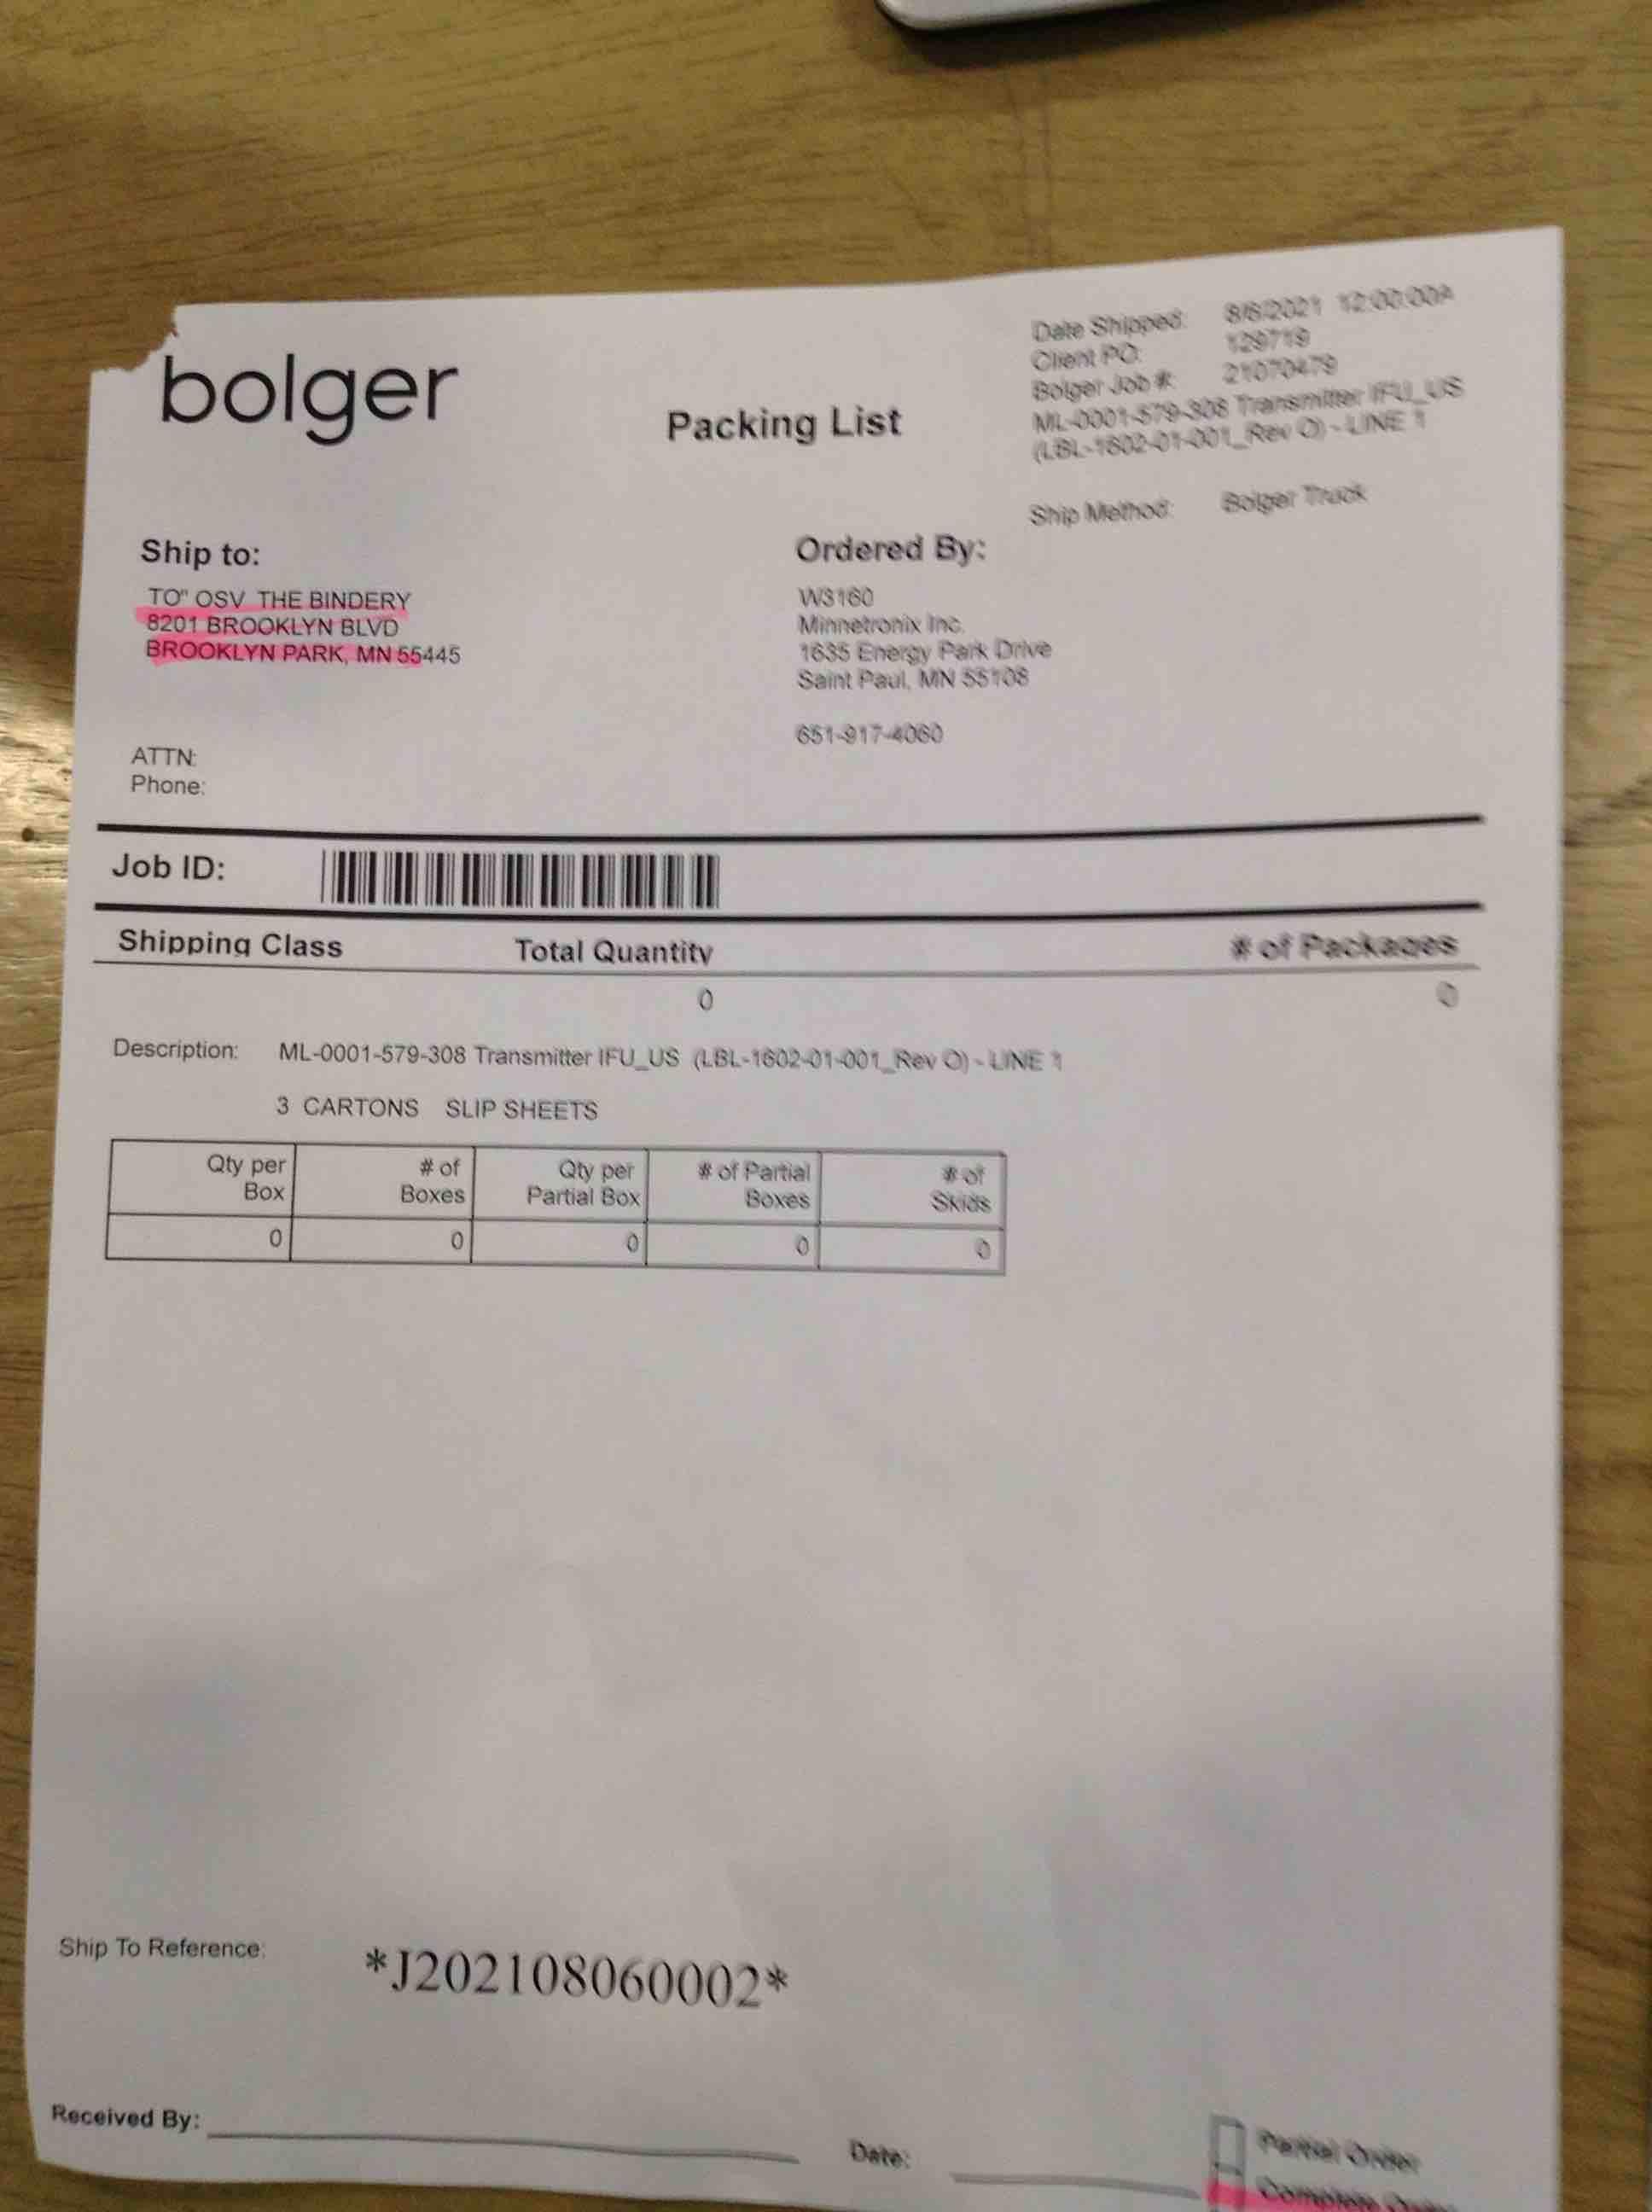 bolger
Packing List
Date Shipped: 8/6/2021 12:00:00A
Client PO: 129719
Bolger Job #: 21070479
ML-0001-579-308 Transmitter IFU_US
(LBL-1602-01-001_Rev O) - LINE 1
Ship Method: Bolger Truck
Ship to:
TO" OSV THE BINDERY
8201 BROOKLYN BLVD
BROOKLYN PARK, MN 55445
ATTN:
Phone:
Ordered By:
W3160
Minnetronix Inc.
1635 Energy Park Drive
Saint Paul, MN 55108
651-917-4060
Job ID:
Shipping Class Total Quantity # of Packages
0 0
Description: ML-0001-579-308 Transmitter IFU_US (LBL-1602-01-001_Rev O) - LINE 1
3 CARTONS SLIP SHEETS
Qty per Box # of Boxes Qty per Partial Box # of Partial Boxes # of Skids
0 0 0 0 0
Ship To Reference: *J202108060002*
Received By: Date:
Partial Order
Complete